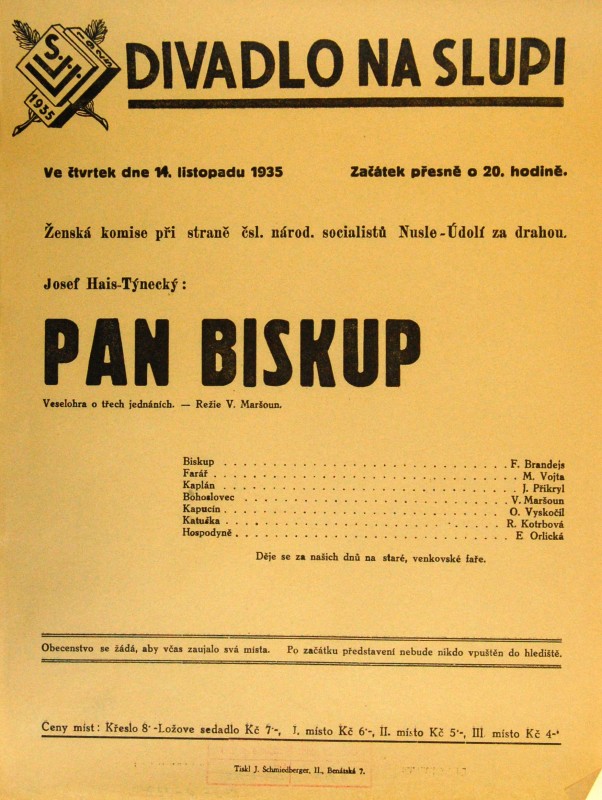 DIVADLO NA SLUPI
1935
Ve čtvrtek dne 14. listopadu 1935 Začátek přesně o 20. hodině.
Ženská komise při straně čsl. národ. socialistů Nusle-Údolí za drahou.
Josef Hais-Týnecký:
PAN BISKUP
Veselohra o třech jednáních. — Režie V. Maršoun.
Biskup . . . . . . . . . . . . . . . . . . . . . . . F. Brandejs
Farář . . . . . . . . . . . . . . . . . . . . . . . M. Vojta
Kaplán . . . . . . . . . . . . . . . . . . . . . . . J. Přikryl
Bohoslovec . . . . . . . . . . . . . . . . . . . . . V. Maršoun
Kapucín . . . . . . . . . . . . . . . . . . . . . . O. Vyskočil
Katuška . . . . . . . . . . . . . . . . . . . . . . R. Kotrbová
Hospodyně . . . . . . . . . . . . . . . . . . . . . E Orlická
Děje se za našich dnů na staré, venkovské faře.
Obecenstvo se žádá, aby včas zaujalo svá místa. Po začátku představení nebude nikdo vpuštěn do hlediště.
Ceny míst: Křeslo 8·-Ložove sedadlo Kč 7·-, I. místo Kč 6·-, II. místo Kč 5·-, III. místo Kč 4-·
Tiskl J. Schmiedberger, II., Benátská 7.